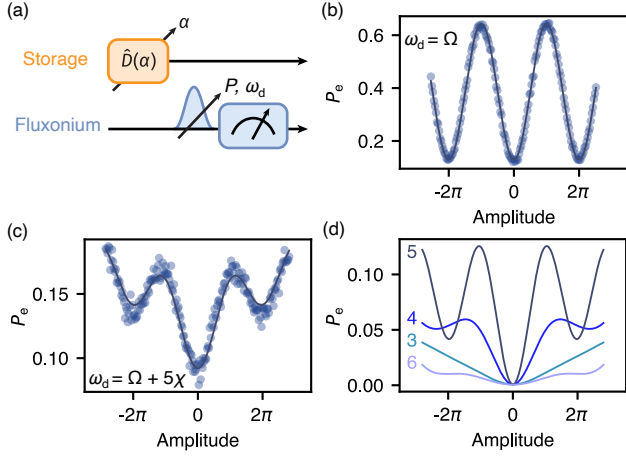 (a)
α
Storage
D̂(α)
P, ω_d
Fluxonium
(b)
ω_d = Ω
P_e
0.6
0.4
0.2
-2π 0 2π
Amplitude
(c)
P_e
0.15
0.10
ω_d = Ω + 5χ
-2π 0 2π
Amplitude
(d)
P_e
0.10
0.05
0.00
5
4
3
6
-2π 0 2π
Amplitude